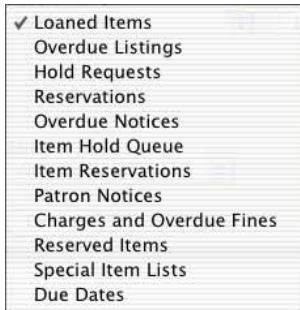 ✓ Loaned Items
Overdue Listings
Hold Requests
Reservations
Overdue Notices
Item Hold Queue
Item Reservations
Patron Notices
Charges and Overdue Fines
Reserved Items
Special Item Lists
Due Dates